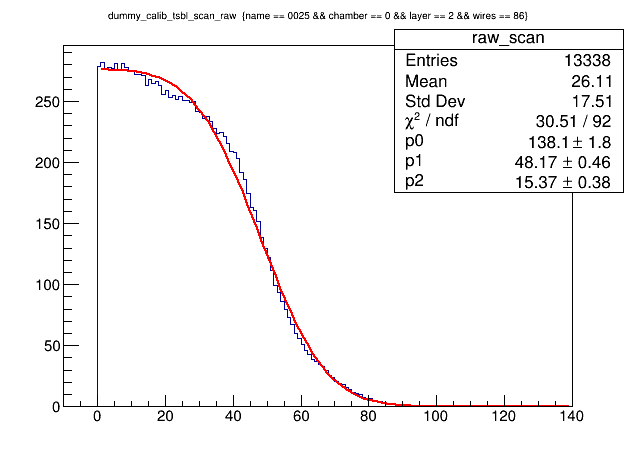 dummy_calib_tsbl_scan_raw {name == 0025 && chamber == 0 && layer == 2 && wires == 86}
raw_scan
Entries 13338
Mean 26.11
Std Dev 17.51
χ² / ndf 30.51 / 92
p0 138.1 ± 1.8
p1 48.17 ± 0.46
p2 15.37 ± 0.38
250
200
150
100
50
0
0 20 40 60 80 100 120 140